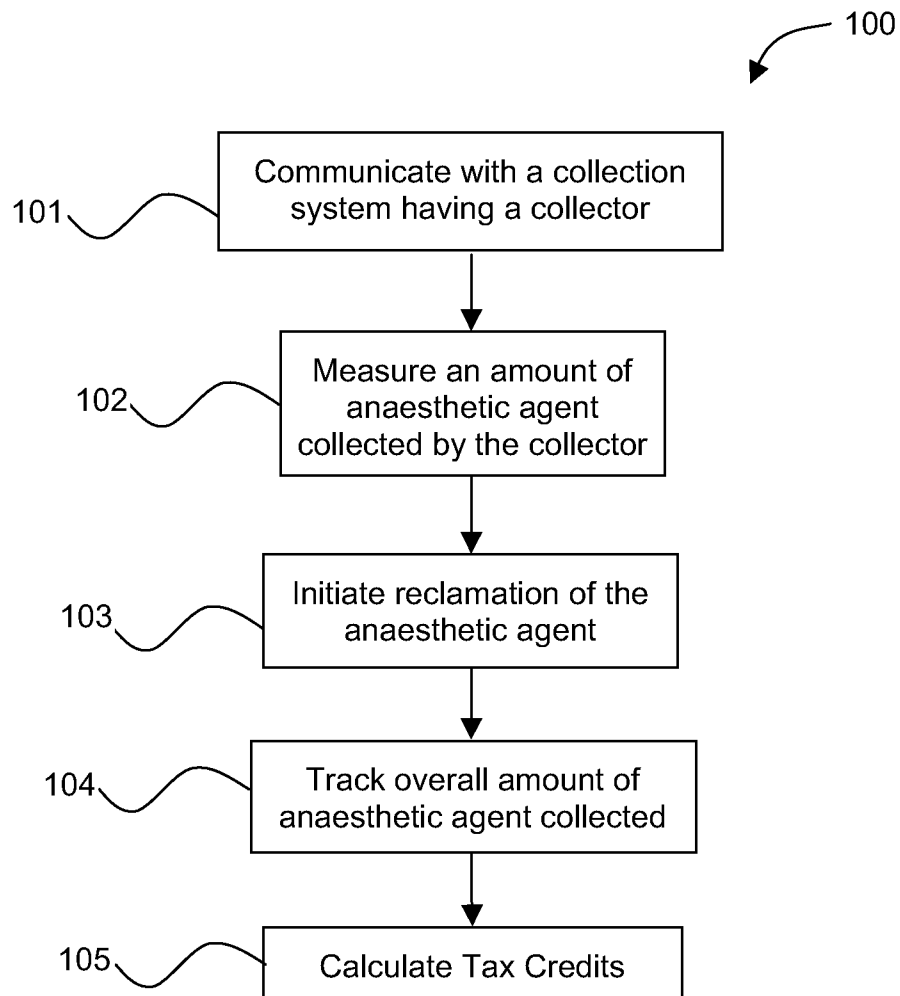 100
Communicate with a collection
system having a collector
101
Measure an amount of
anaesthetic agent
collected by the collector
102
Initiate reclamation of the
anaesthetic agent
103
Track overall amount of
anaesthetic agent collected
104
Calculate Tax Credits
105